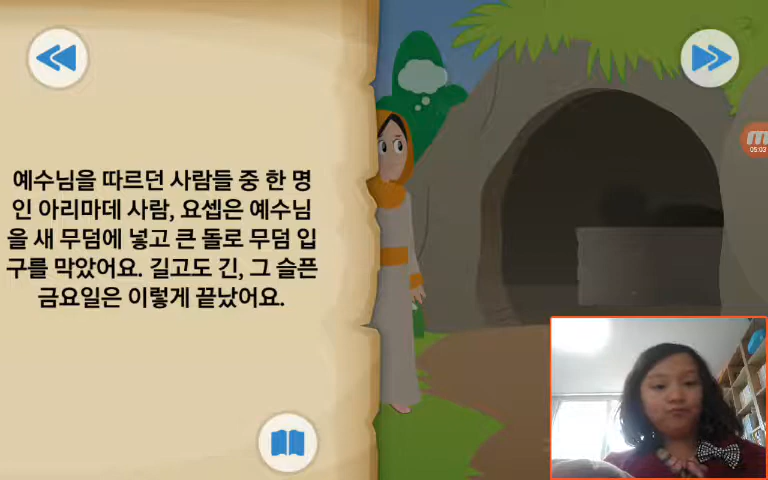 예수님을 따르던 사람들 중 한 명
인 아리마데 사람, 요셉은 예수님
을 새 무덤에 넣고 큰 돌로 무덤 입
구를 막았어요. 길고도 긴, 그 슬픈
금요일은 이렇게 끝났어요.
05:03